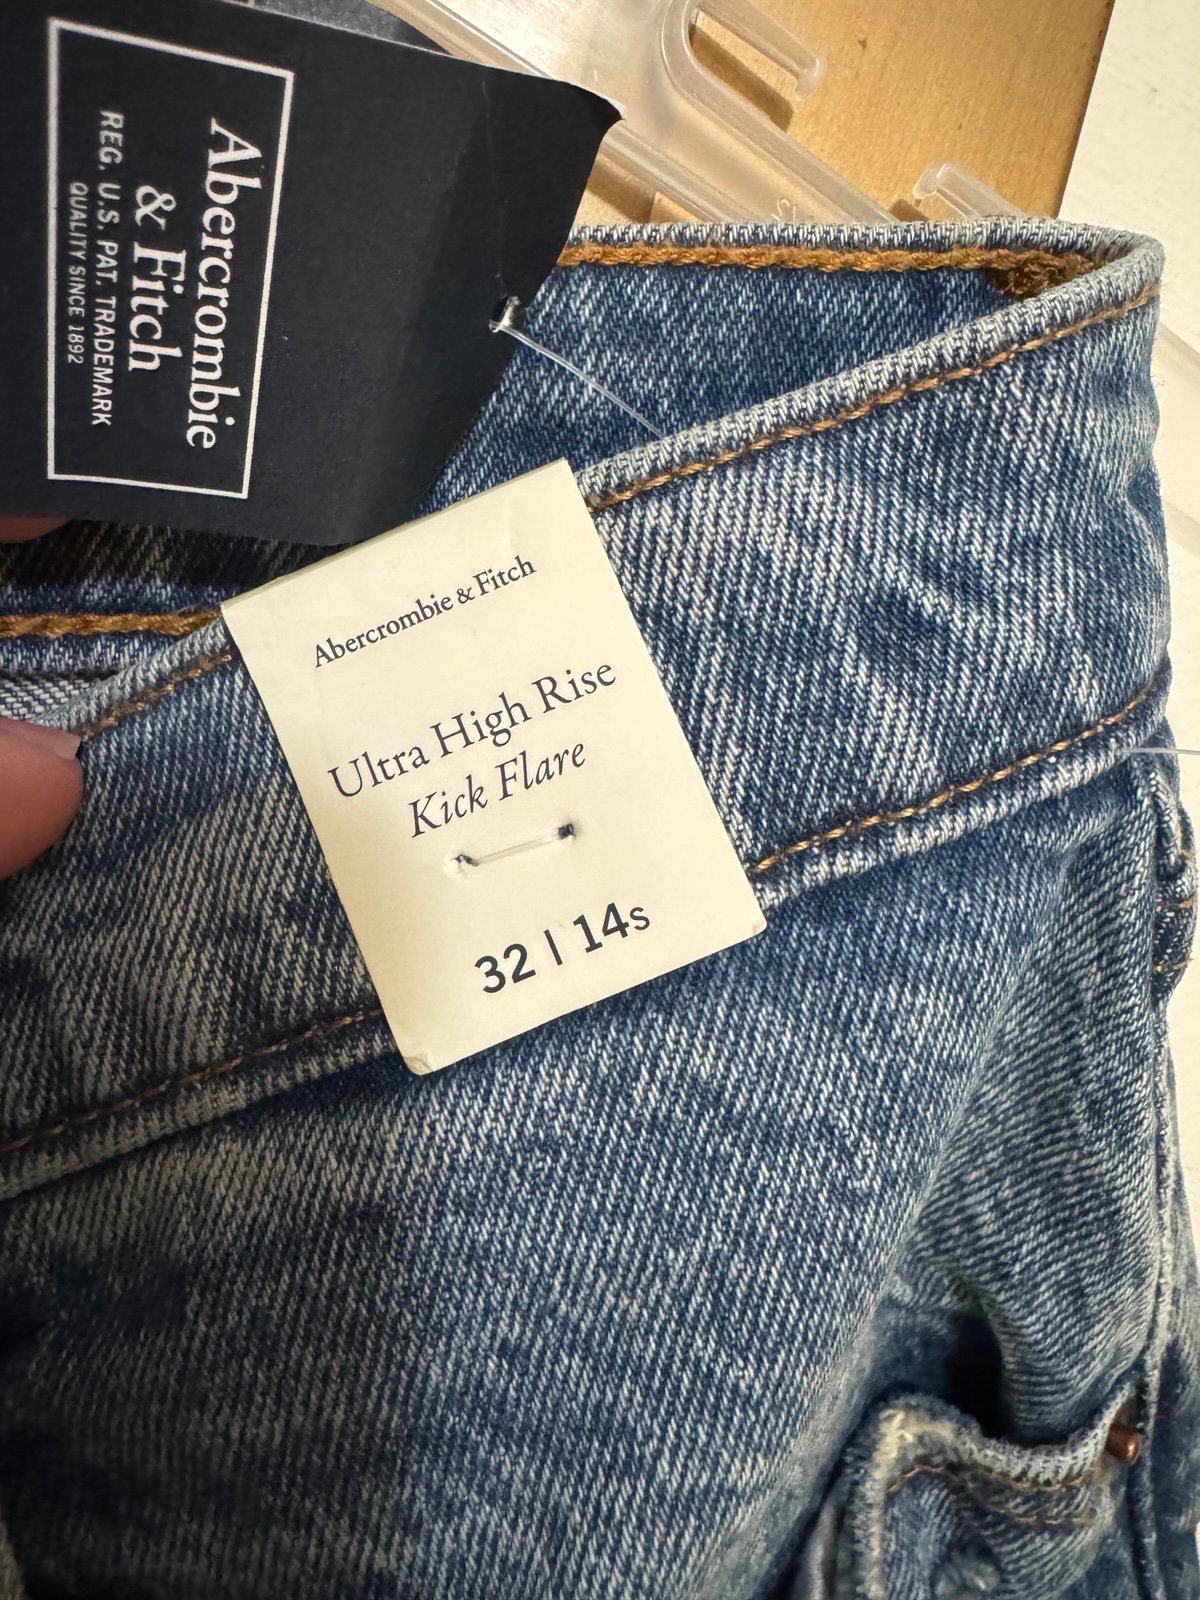 Abercrombie
& Fitch
REG. U.S. PAT. TRADEMARK
QUALITY SINCE 1892
Abercrombie & Fitch
Ultra High Rise
Kick Flare
32 | 14s